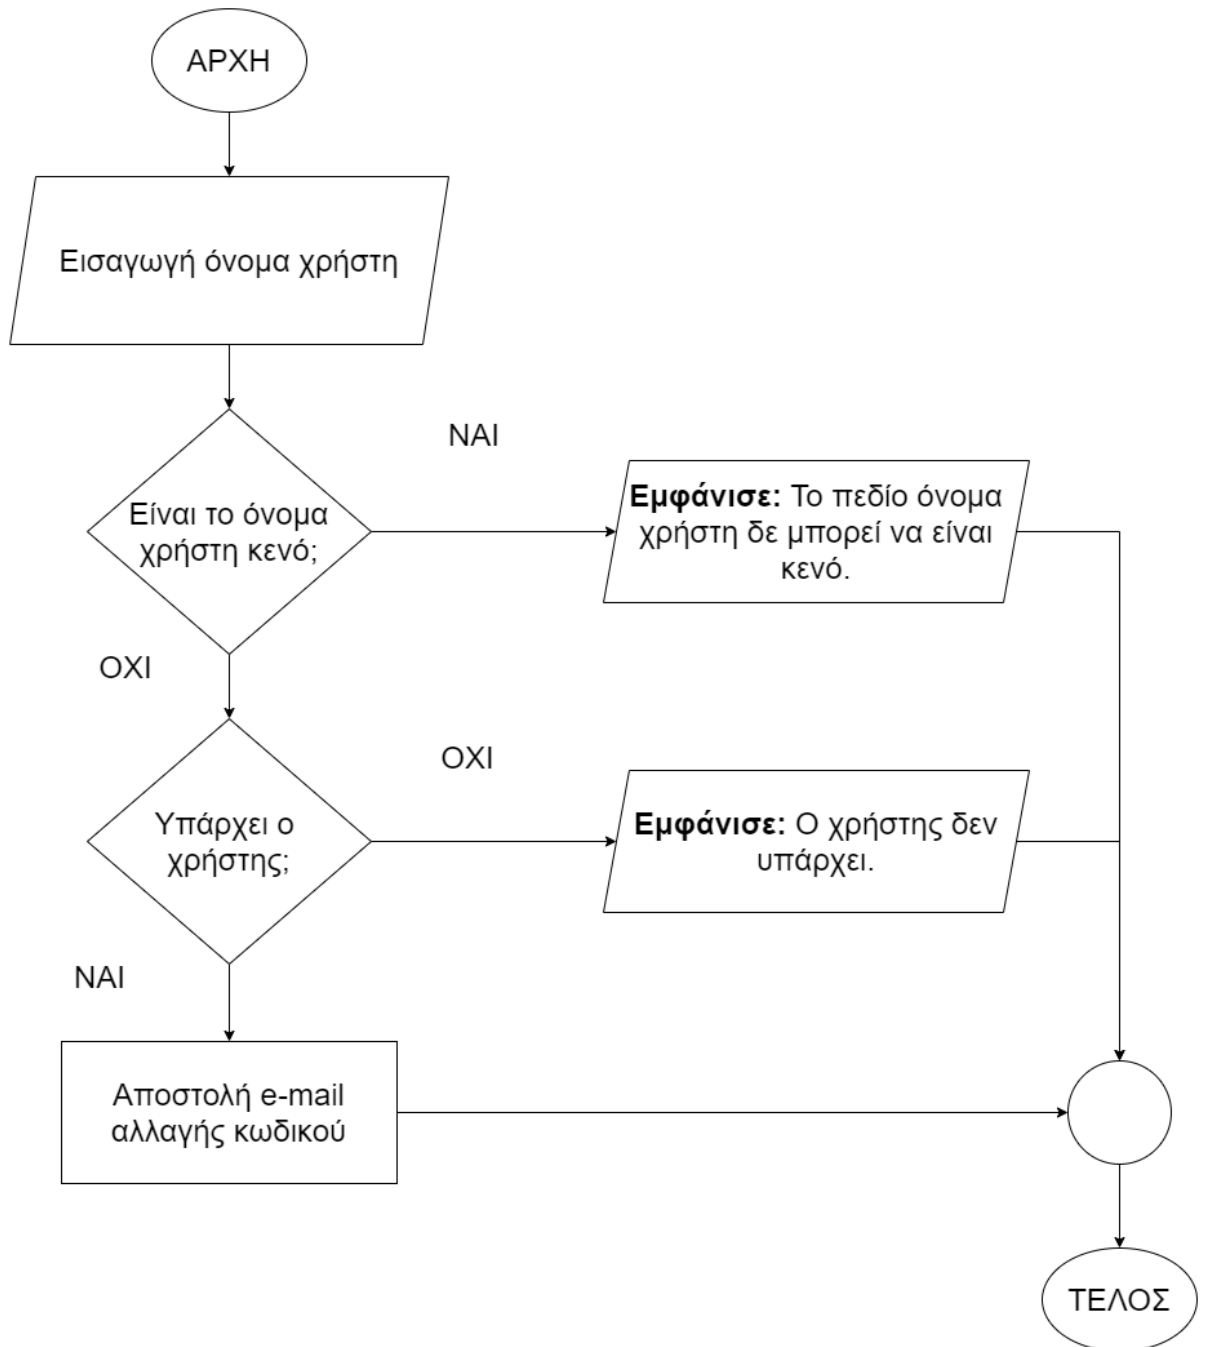 ΑΡΧΗ
Εισαγωγή όνομα χρήστη
ΝΑΙ
Είναι το όνομα
χρήστη κενό;
Εμφάνισε: Το πεδίο όνομα
χρήστη δε μπορεί να είναι
κενό.
ΟΧΙ
ΟΧΙ
Υπάρχει ο
χρήστης;
Εμφάνισε: Ο χρήστης δεν
υπάρχει.
ΝΑΙ
Αποστολή e-mail
αλλαγής κωδικού
ΤΕΛΟΣ